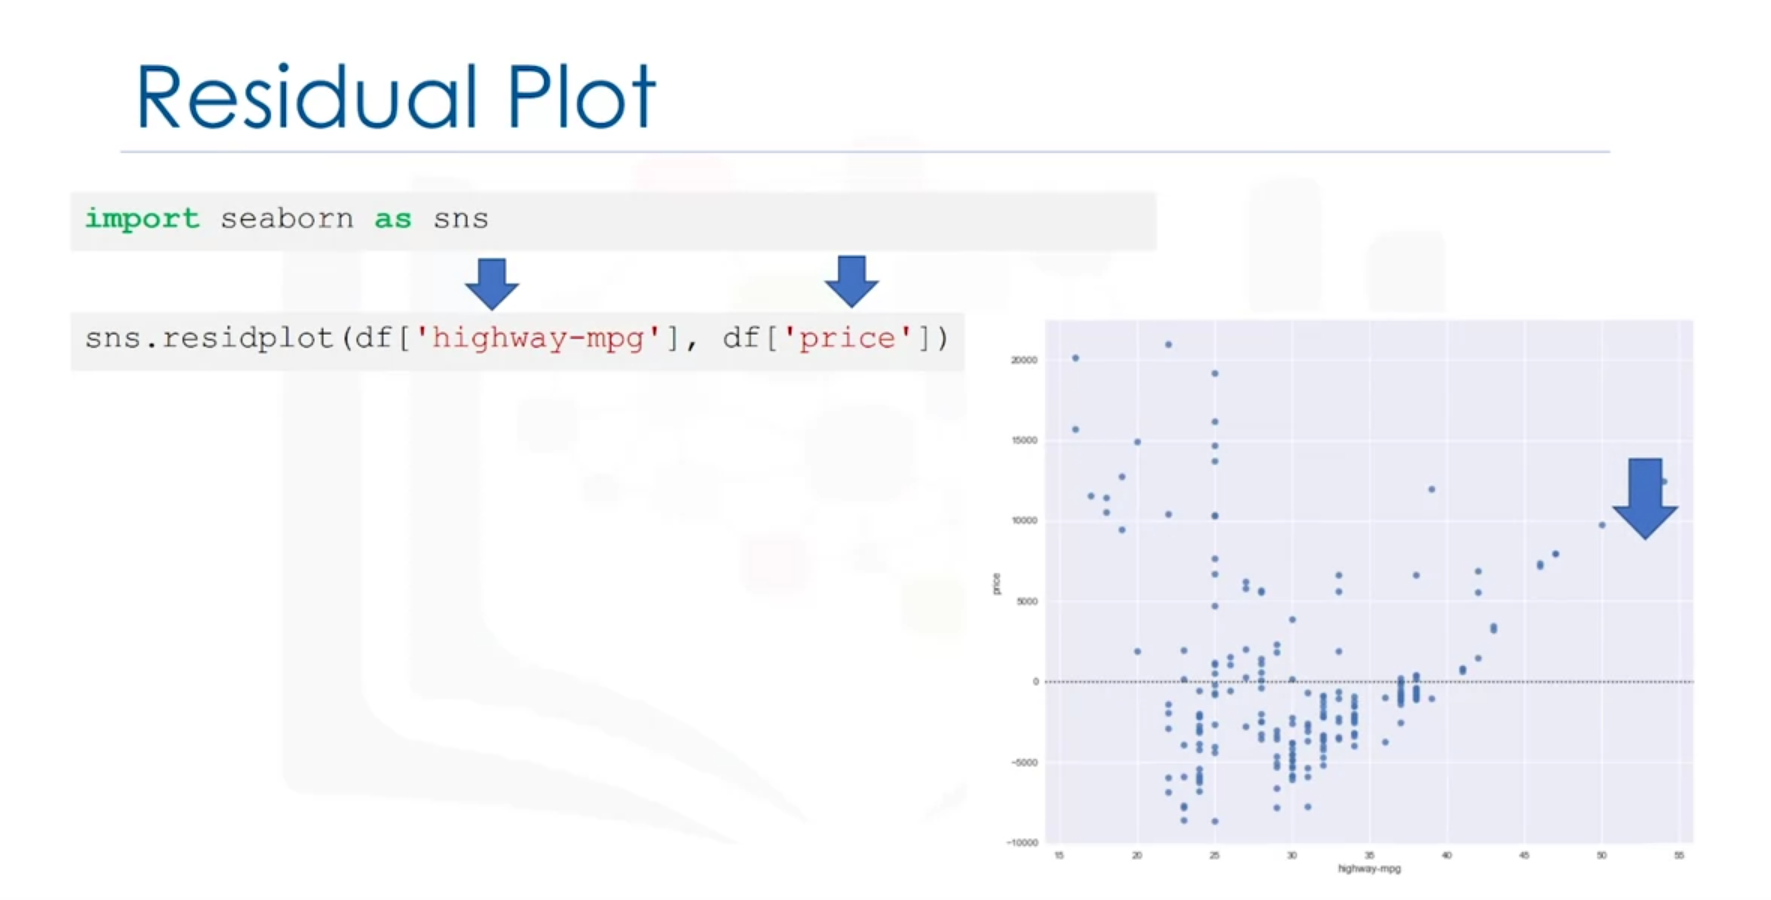 Residual Plot
import seaborn as sns
sns.residplot(df['highway-mpg'], df['price'])
20000
15000
10000
5000
0
−5000
−10000
price
15 20 25 30 35 40 45 50 55
highway-mpg